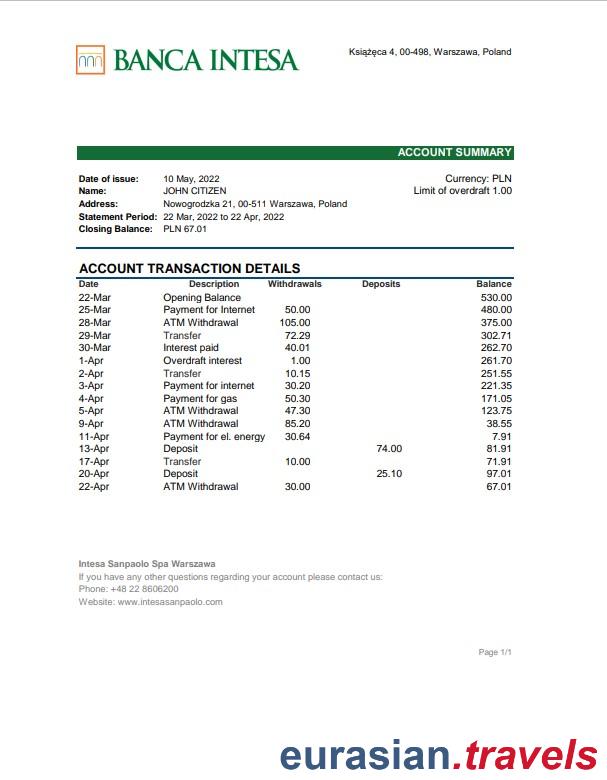 BANCA INTESA
Książęca 4, 00-498, Warszawa, Poland
ACCOUNT SUMMARY
Date of issue: 10 May, 2022 Currency: PLN
Name: JOHN CITIZEN Limit of overdraft 1.00
Address: Nowogrodzka 21, 00-511 Warszawa, Poland
Statement Period: 22 Mar, 2022 to 22 Apr, 2022
Closing Balance: PLN 67.01
ACCOUNT TRANSACTION DETAILS
Date Description Withdrawals Deposits Balance
22-Mar Opening Balance 530.00
25-Mar Payment for Internet 50.00 480.00
28-Mar ATM Withdrawal 105.00 375.00
29-Mar Transfer 72.29 302.71
30-Mar Interest paid 40.01 262.70
1-Apr Overdraft interest 1.00 261.70
2-Apr Transfer 10.15 251.55
3-Apr Payment for internet 30.20 221.35
4-Apr Payment for gas 50.30 171.05
5-Apr ATM Withdrawal 47.30 123.75
9-Apr ATM Withdrawal 85.20 38.55
11-Apr Payment for el. energy 30.64 7.91
13-Apr Deposit 74.00 81.91
17-Apr Transfer 10.00 71.91
20-Apr Deposit 25.10 97.01
22-Apr ATM Withdrawal 30.00 67.01
Intesa Sanpaolo Spa Warszawa
If you have any other questions regarding your account please contact us:
Phone: +48 22 8606200
Website: www.intesasanpaolo.com
Page 1/1
eurasian.travels